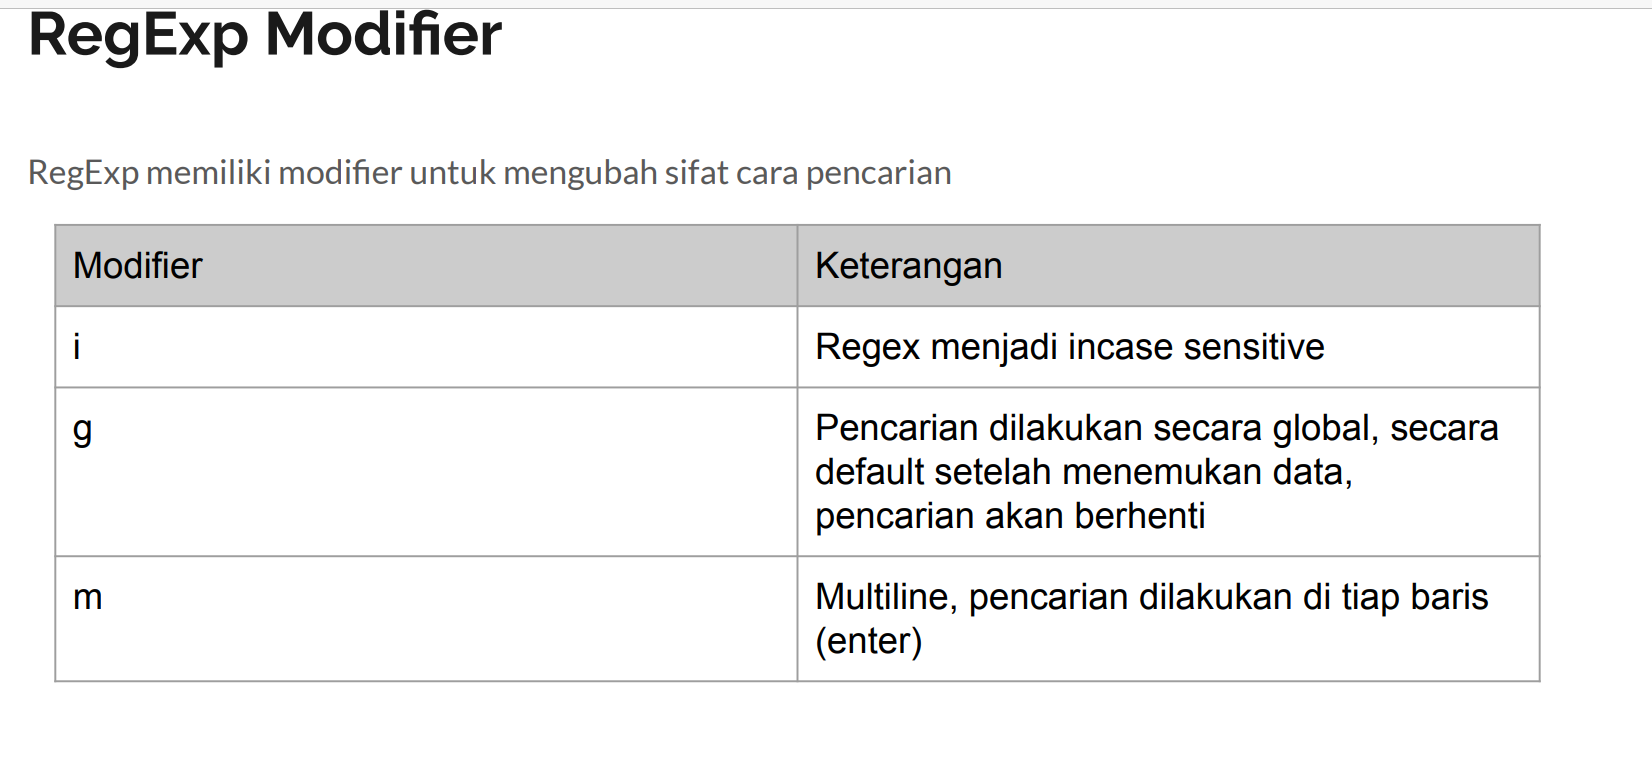 RegExp Modifier
RegExp memiliki modifier untuk mengubah sifat cara pencarian
Modifier
Keterangan
i
Regex menjadi incase sensitive
g
Pencarian dilakukan secara global, secara
default setelah menemukan data,
pencarian akan berhenti
m
Multiline, pencarian dilakukan di tiap baris
(enter)